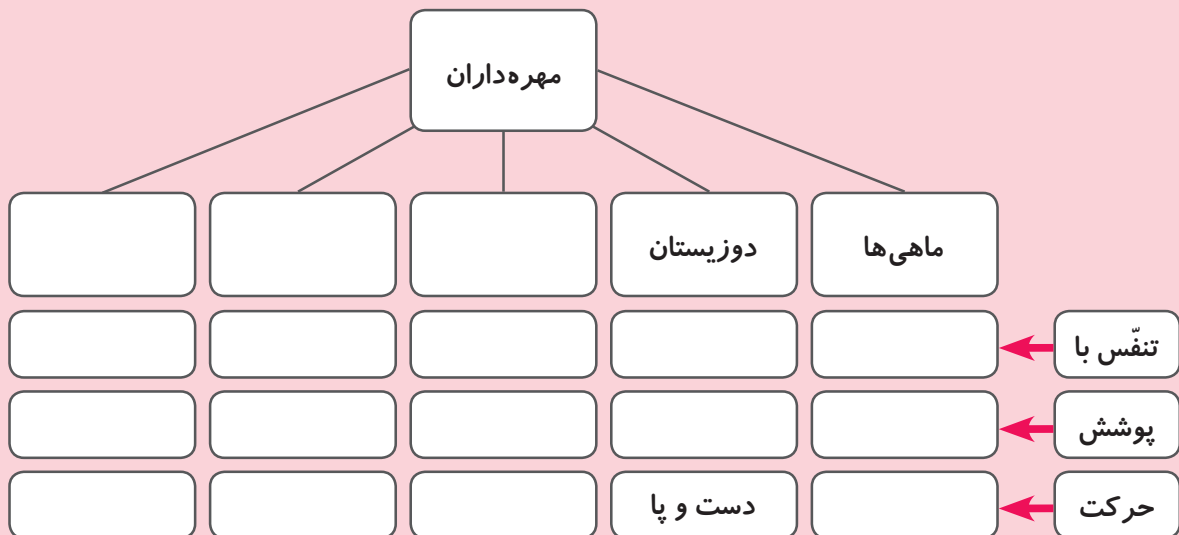 مهره‌داران
ماهی‌ها
دوزیستان
تنفّس با
پوشش
حرکت
دست و پا